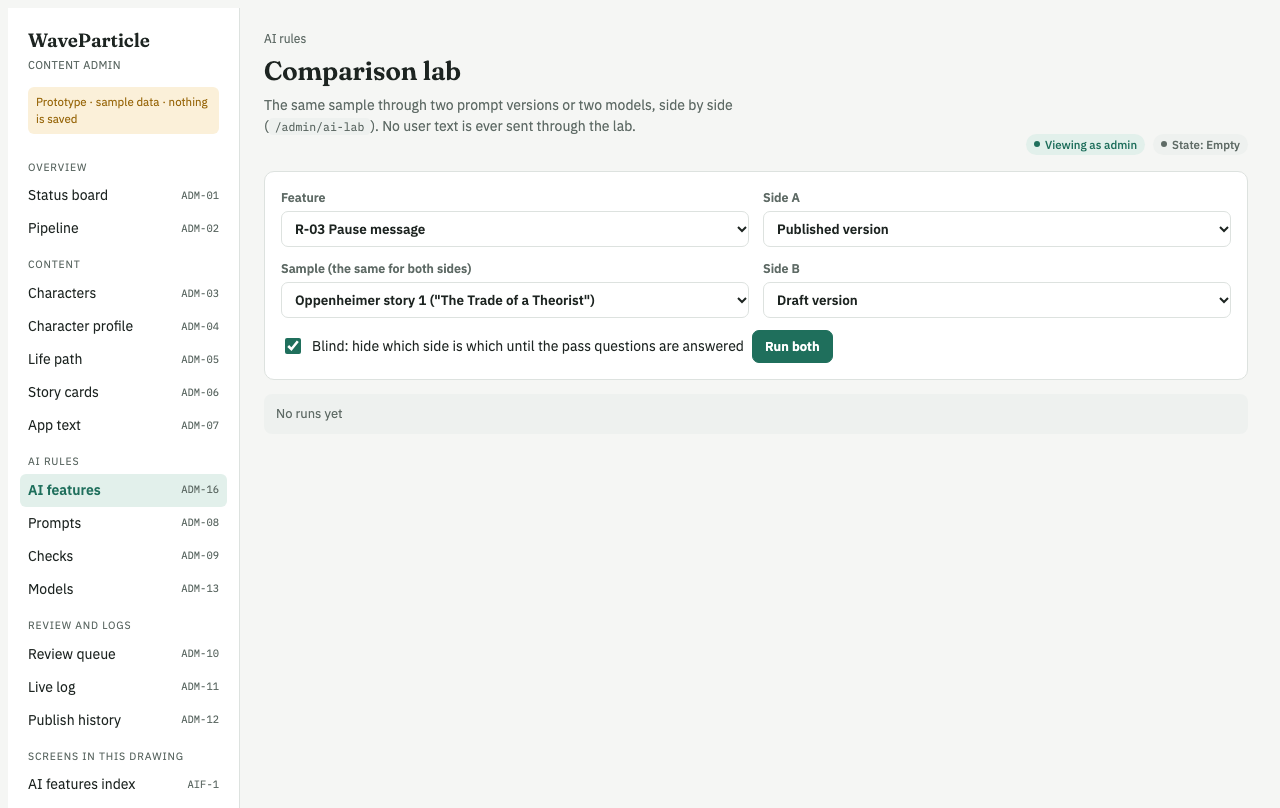 WaveParticle
CONTENT ADMIN
Prototype · sample data · nothing
is saved
OVERVIEW
Status board ADM-01
Pipeline ADM-02
CONTENT
Characters ADM-03
Character profile ADM-04
Life path ADM-05
Story cards ADM-06
App text ADM-07
AI RULES
AI features ADM-16
Prompts ADM-08
Checks ADM-09
Models ADM-13
REVIEW AND LOGS
Review queue ADM-10
Live log ADM-11
Publish history ADM-12
SCREENS IN THIS DRAWING
AI features index AIF-1
AI rules
Comparison lab
The same sample through two prompt versions or two models, side by side
( /admin/ai-lab ). No user text is ever sent through the lab.
Viewing as admin
State: Empty
Feature
R-03 Pause message
Side A
Published version
Sample (the same for both sides)
Oppenheimer story 1 ("The Trade of a Theorist")
Side B
Draft version
Blind: hide which side is which until the pass questions are answered
Run both
No runs yet